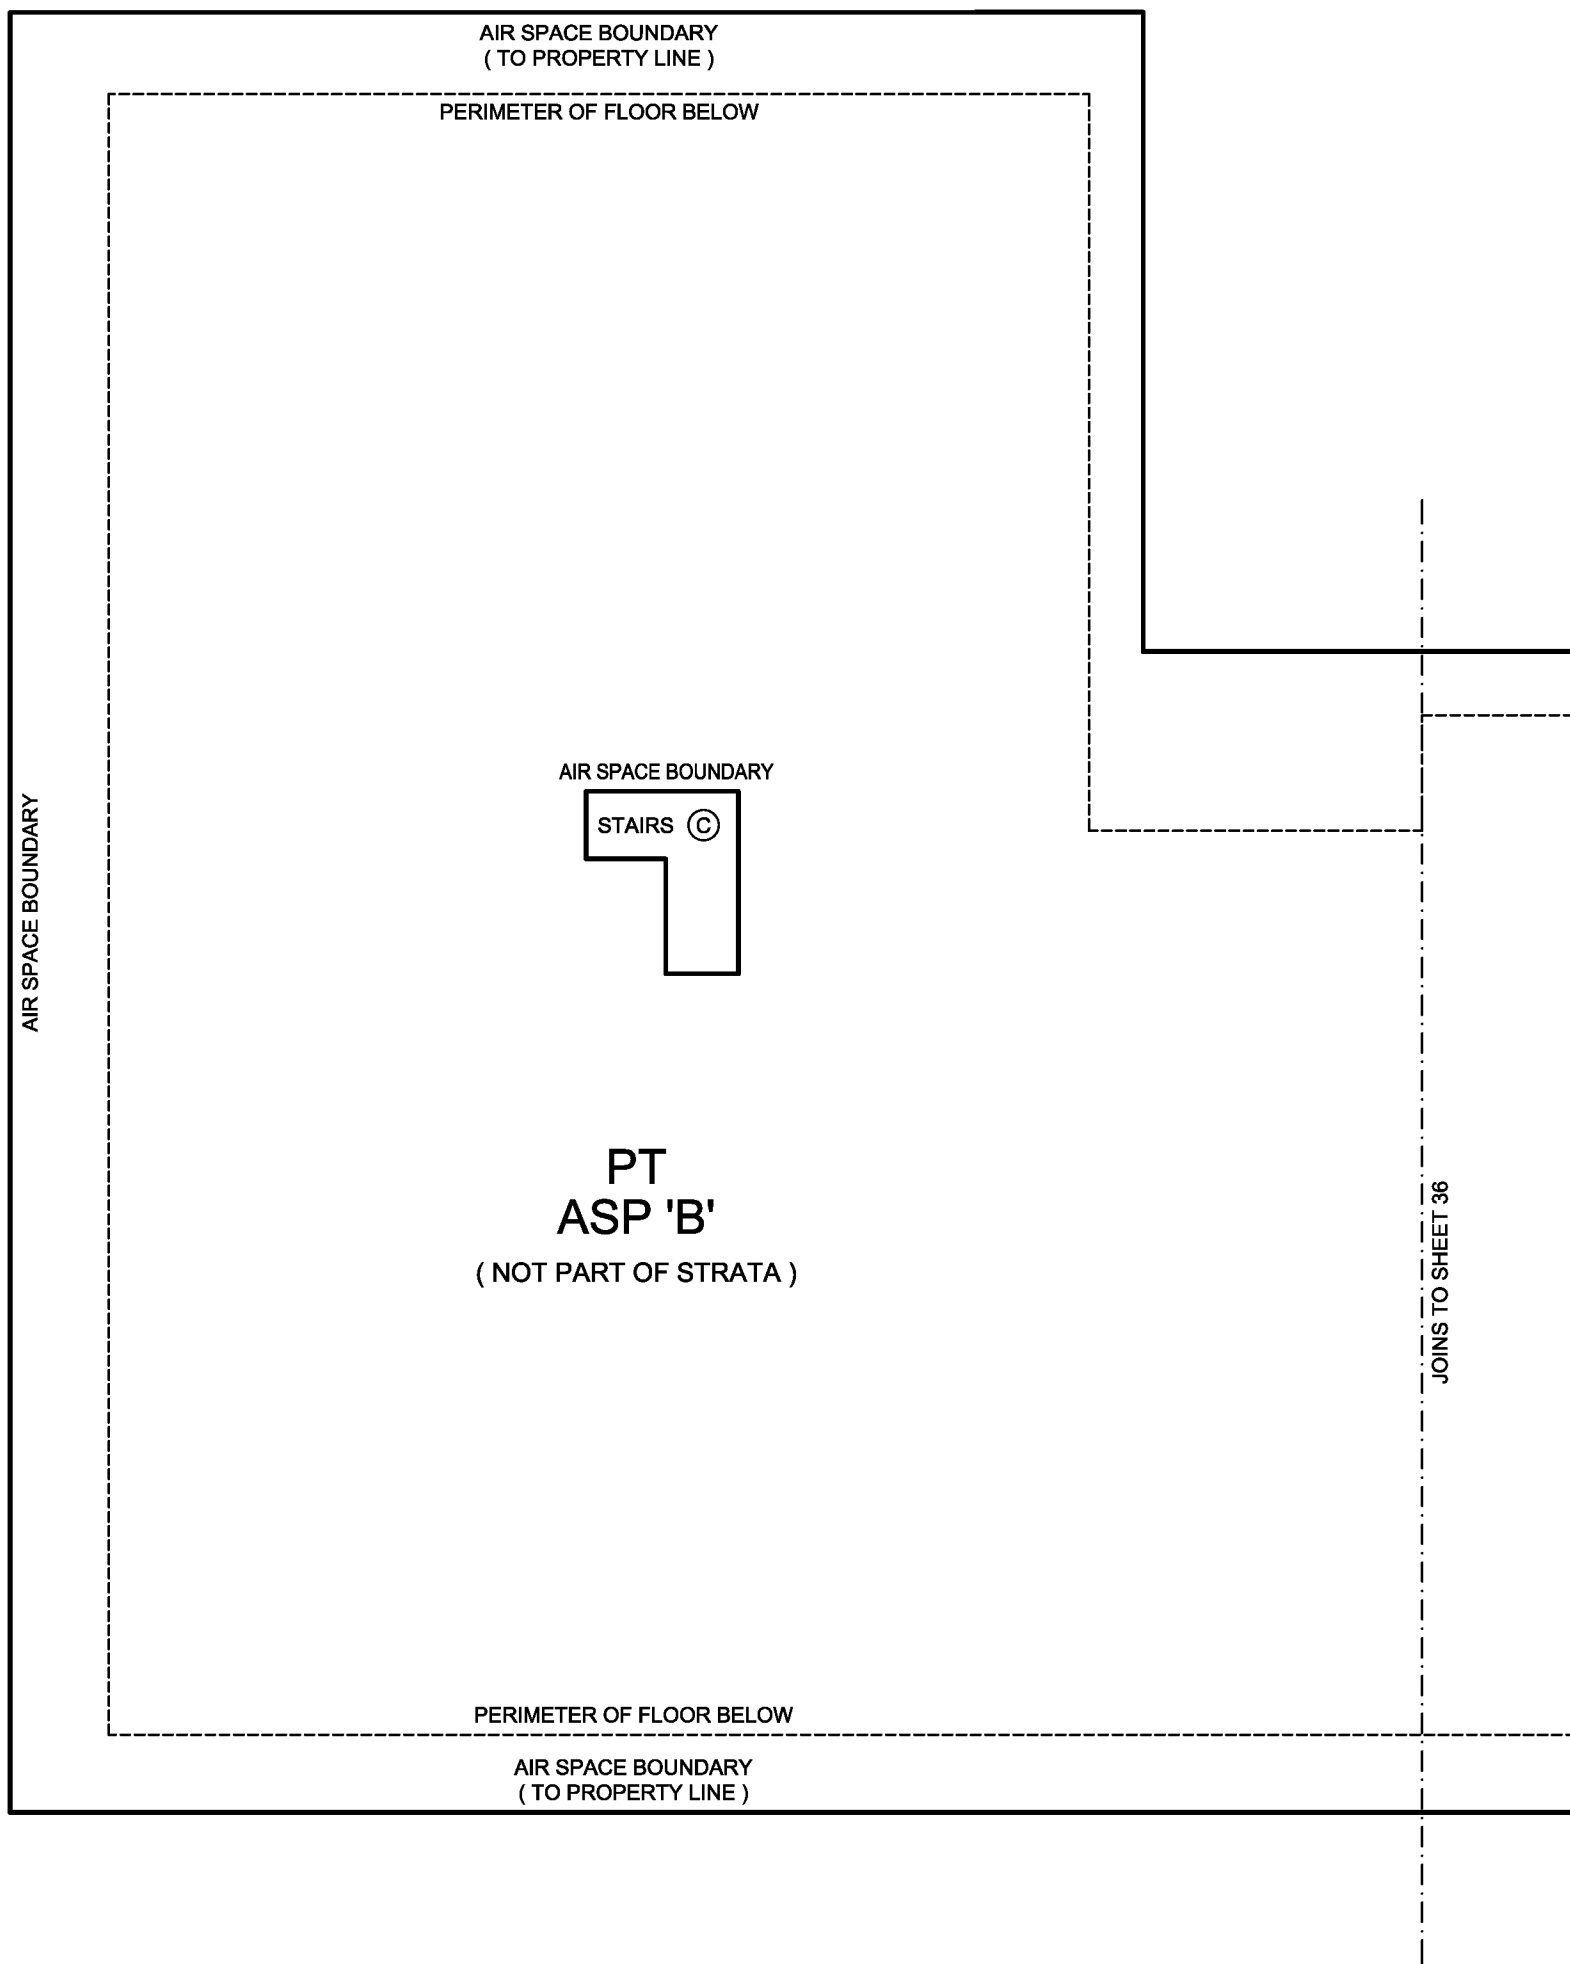 AIR SPACE BOUNDARY
( TO PROPERTY LINE )
PERIMETER OF FLOOR BELOW
AIR SPACE BOUNDARY
STAIRS C
AIR SPACE BOUNDARY
PT
ASP 'B'
( NOT PART OF STRATA )
JOINS TO SHEET 36
PERIMETER OF FLOOR BELOW
AIR SPACE BOUNDARY
( TO PROPERTY LINE )